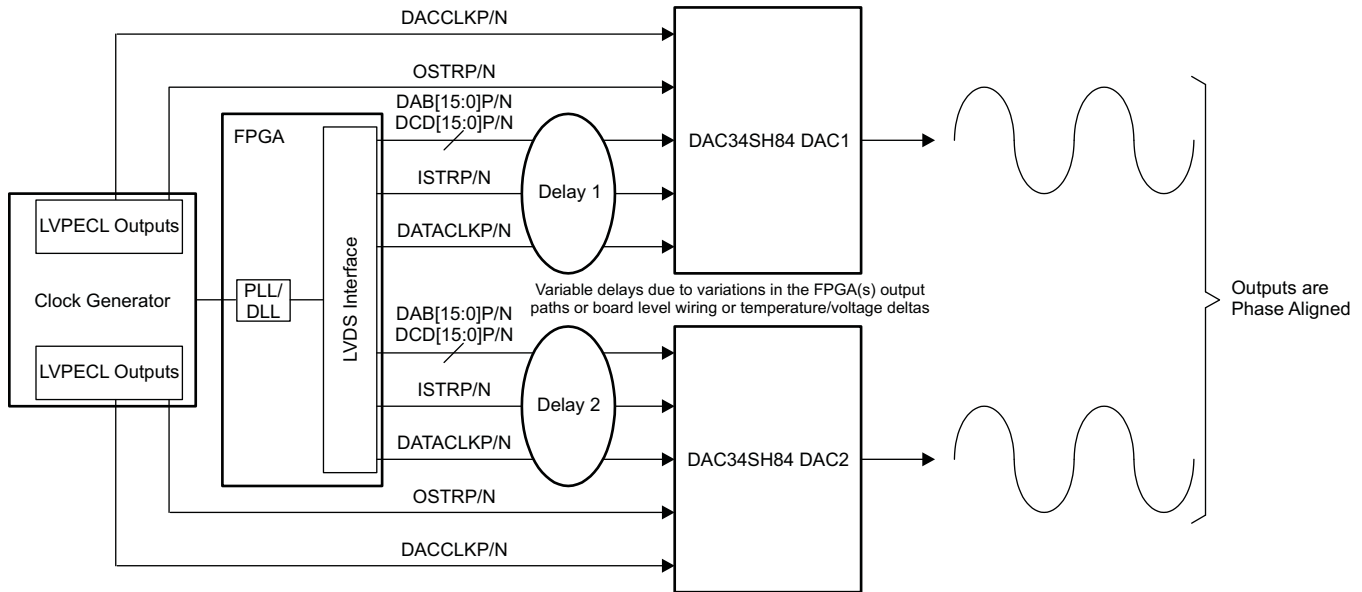 DACCLKP/N
OSTRP/N
DAB[15:0]P/N
DCD[15:0]P/N
FPGA
DAC34SH84 DAC1
ISTRP/N
Delay 1
LVPECL Outputs
DATACLKP/N
LVDS Interface
Clock Generator
PLL/
DLL
Variable delays due to variations in the FPGA(s) output
paths or board level wiring or temperature/voltage deltas
Outputs are
Phase Aligned
DAB[15:0]P/N
DCD[15:0]P/N
LVPECL Outputs
ISTRP/N
Delay 2
DATACLKP/N
DAC34SH84 DAC2
OSTRP/N
DACCLKP/N